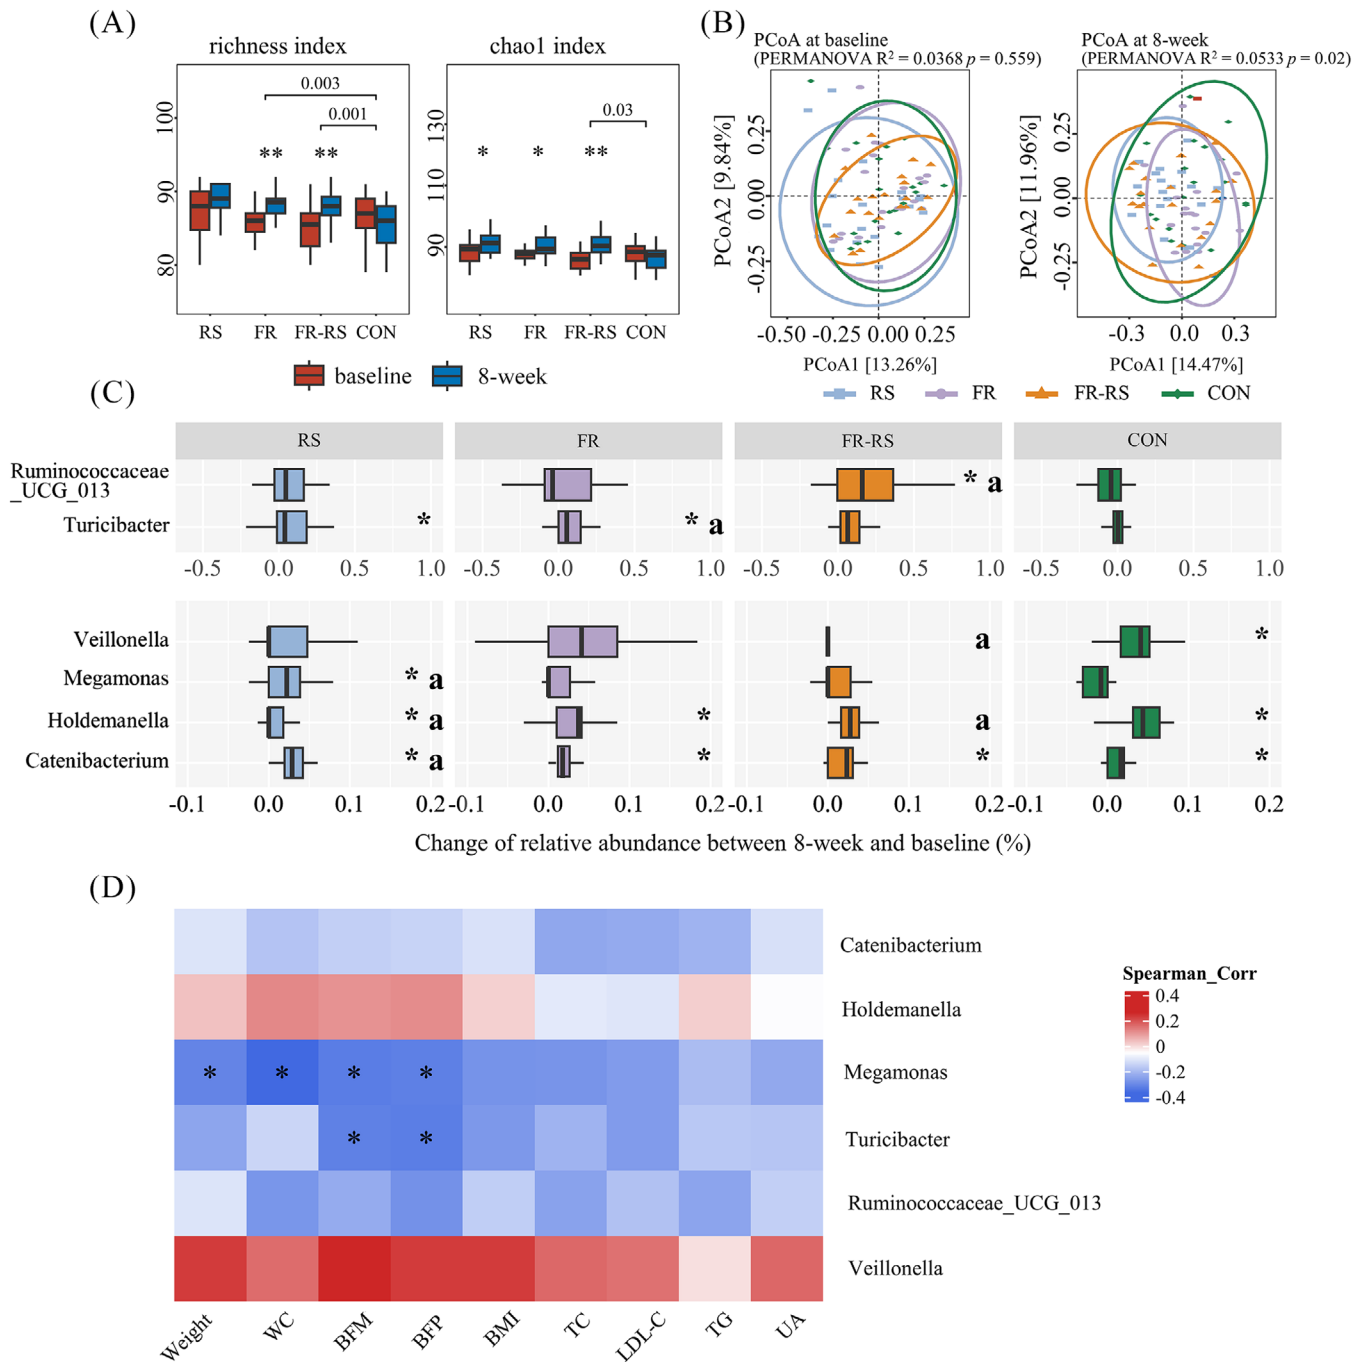 (A)
richness index
chao1 index
0.003
0.001
0.03
** ** * * **
100
90
80
130
110
90
RS FR FR-RS CON
RS FR FR-RS CON
baseline 8-week
(B)
PCoA at baseline
(PERMANOVA R² = 0.0368 p = 0.559)
PCoA at 8-week
(PERMANOVA R² = 0.0533 p = 0.02)
PCoA2 [9.84%]
0.25
0.00
-0.25
-0.50 -0.25 0.00 0.25
PCoA1 [13.26%]
PCoA2 [11.96%]
0.25
0.00
-0.25
-0.3 0.0 0.3
PCoA1 [14.47%]
RS FR FR-RS CON
(C)
RS FR FR-RS CON
Ruminococcaceae
_UCG_013
* a
Turicibacter
* * a
-0.5 0.0 0.5 1.0 -0.5 0.0 0.5 1.0 -0.5 0.0 0.5 1.0 -0.5 0.0 0.5 1.0
Veillonella
a *
Megamonas
* a
Holdemanella
* a * a *
Catenibacterium
* a * * *
-0.1 0.0 0.1 0.2 0.0 0.1 0.2 -0.1 0.0 0.1 0.2 -0.1 0.0 0.1 0.2
Change of relative abundance between 8-week and baseline (%)
(D)
Catenibacterium
Holdemanella
* * * *
Megamonas
* *
Turicibacter
Ruminococcaceae_UCG_013
Veillonella
Weight WC BFM BFP BMI TC LDL-C TG UA
Spearman_Corr
0.4
0.2
0
-0.2
-0.4